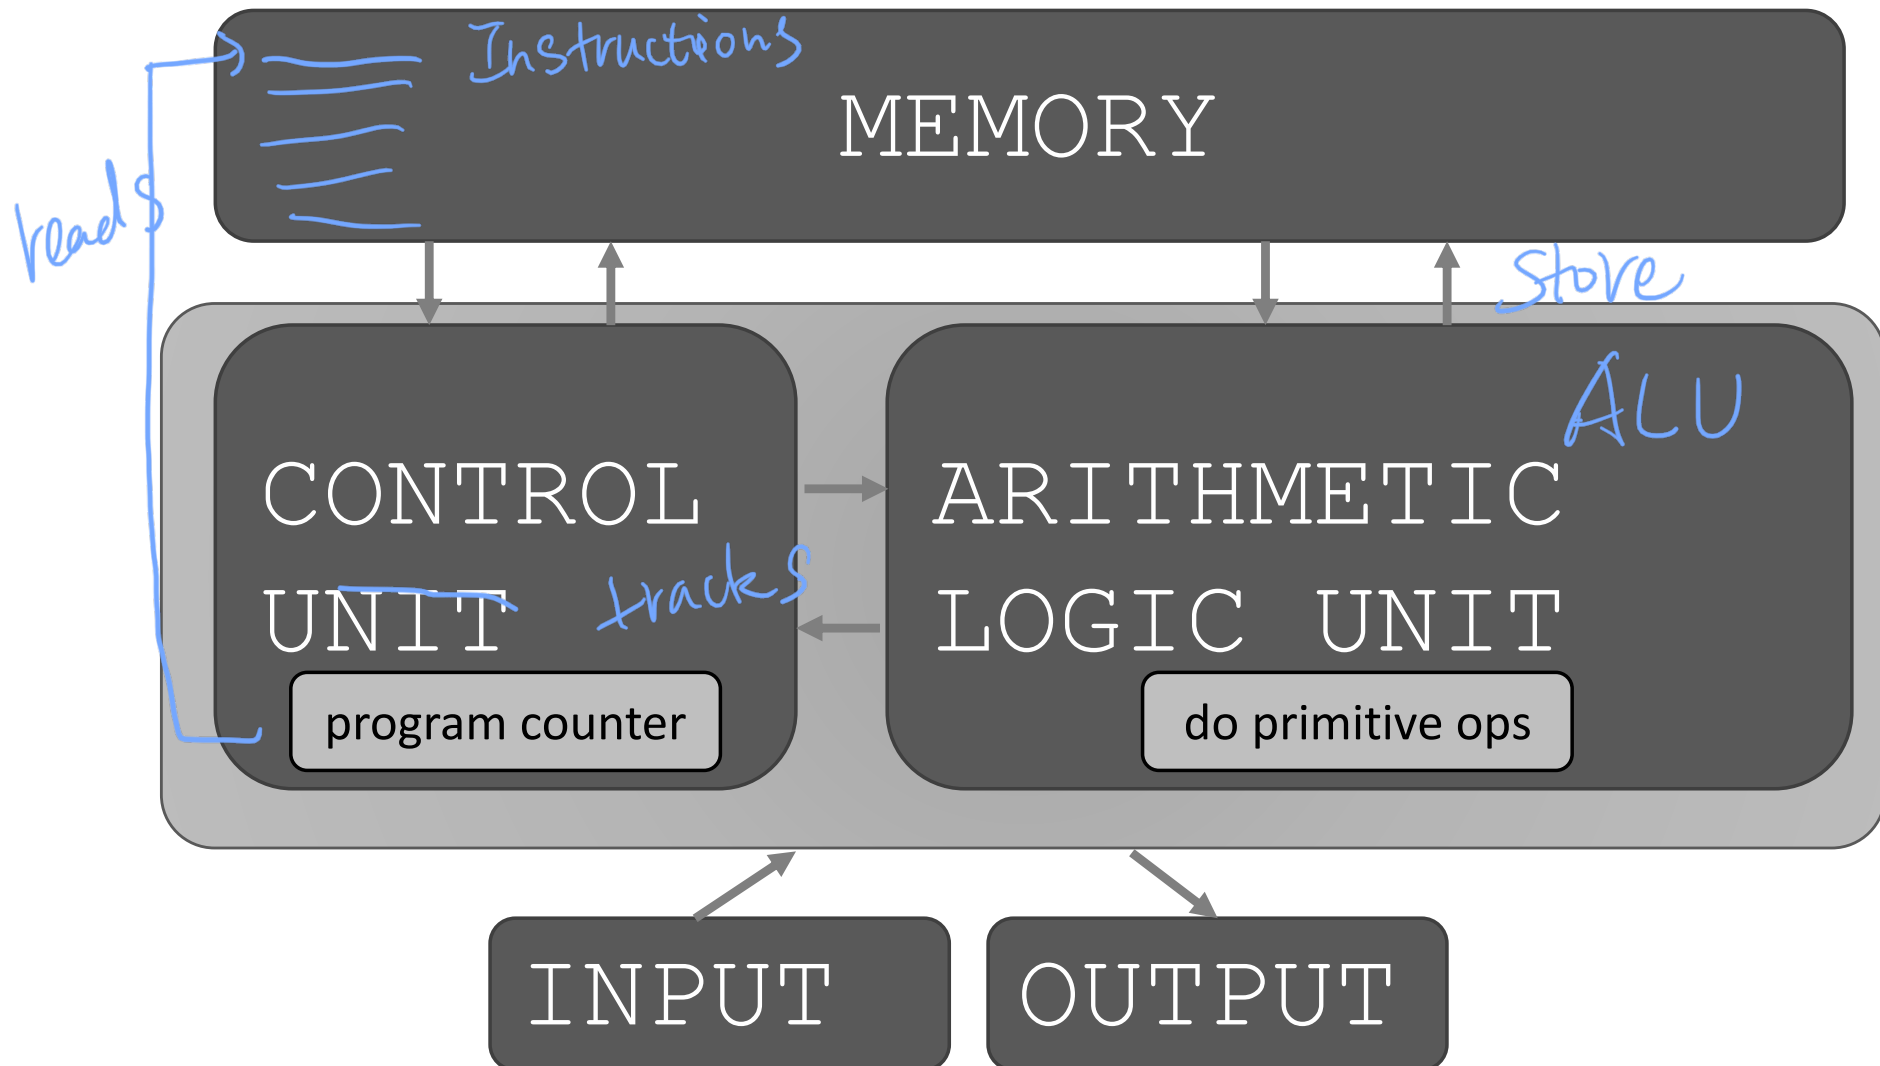 Instructions
MEMORY
reads
store
ALU
CONTROL
UNIT
tracks
program counter
ARITHMETIC
LOGIC UNIT
do primitive ops
INPUT
OUTPUT